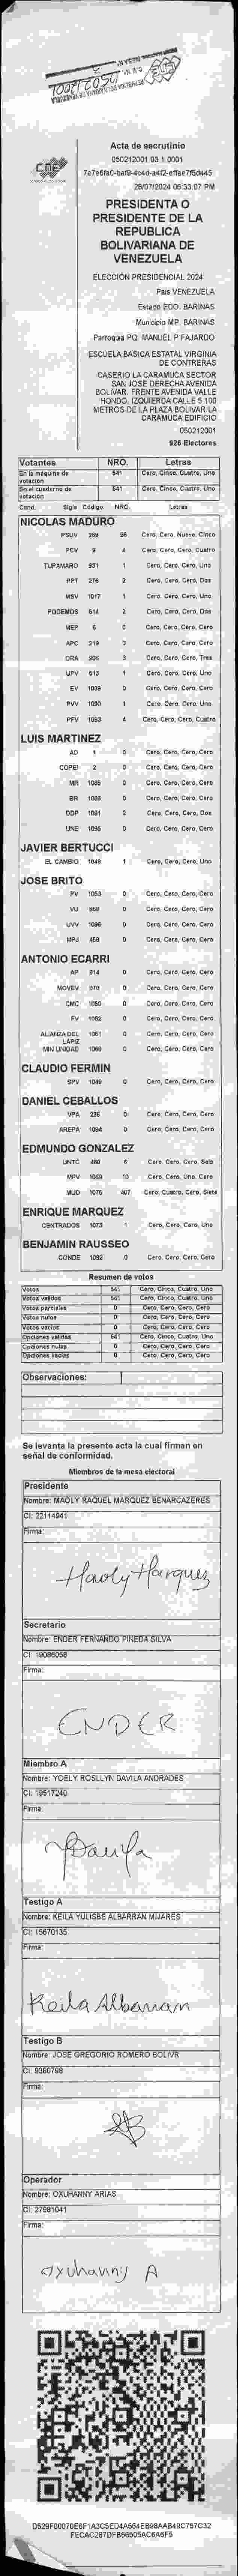 Acta de escrutinio
050212001.03.1.0001
28/07/2024 06:33:07 PM
PRESIDENTA O
PRESIDENTE DE LA
REPUBLICA
BOLIVARIANA DE
VENEZUELA
ELECCIÓN PRESIDENCIAL 2024
País VENEZUELA
Estado EDO. BARINAS
Municipio MP. BARINAS
Parroquia PQ. MANUEL P FAJARDO
ESCUELA BASICA ESTATAL VIRGINIA
DE CONTRERAS
CASERIO LA CARAMUCA SECTOR
SAN JOSE DERECHA AVENIDA
BOLIVAR. FRENTE AVENIDA VALLE
HONDO. IZQUIERDA CALLE 5 100
METROS DE LA PLAZA BOLIVAR LA
CARAMUCA EDIFICIO
050212001
926 Electores
Votantes NRO. Letras
En la máquina de votación 541 Cero, Cinco, Cuatro, Uno
En el cuaderno de votación 541 Cero, Cinco, Cuatro, Uno
Cand. Sigla Código NRO. Letras
NICOLAS MADURO
PSUV 289 95 Cero, Cero, Nueve, Cinco
PCV 9 4 Cero, Cero, Cero, Cuatro
TUPAMARO 931 1 Cero, Cero, Cero, Uno
PPT 276 2 Cero, Cero, Cero, Dos
MSV 1017 1 Cero, Cero, Cero, Uno
PODEMOS 614 2 Cero, Cero, Cero, Dos
MEP 6 0 Cero, Cero, Cero, Cero
APC 219 0 Cero, Cero, Cero, Cero
ORA 906 3 Cero, Cero, Cero, Tres
UPV 613 1 Cero, Cero, Cero, Uno
EV 1069 0 Cero, Cero, Cero, Cero
PVV 1090 1 Cero, Cero, Cero, Uno
PFV 1083 4 Cero, Cero, Cero, Cuatro
LUIS MARTINEZ
AD 1 0 Cero, Cero, Cero, Cero
COPEI 2 0 Cero, Cero, Cero, Cero
MR 1065 0 Cero, Cero, Cero, Cero
BR 1085 0 Cero, Cero, Cero, Cero
DDP 1091 2 Cero, Cero, Cero, Dos
UNE 1095 0 Cero, Cero, Cero, Cero
JAVIER BERTUCCI
EL CAMBIO 1048 1 Cero, Cero, Cero, Uno
JOSE BRITO
PV 1053 0 Cero, Cero, Cero, Cero
VU 868 0 Cero, Cero, Cero, Cero
UVV 1096 0 Cero, Cero, Cero, Cero
MPJ 458 0 Cero, Cero, Cero, Cero
ANTONIO ECARRI
AP 914 0 Cero, Cero, Cero, Cero
MOVEV 878 0 Cero, Cero, Cero, Cero
CMC 1050 0 Cero, Cero, Cero, Cero
FV 1062 0 Cero, Cero, Cero, Cero
ALIANZA DEL LAPIZ 1051 0 Cero, Cero, Cero, Cero
MIN UNIDAD 1060 0 Cero, Cero, Cero, Cero
CLAUDIO FERMIN
SPV 1049 0 Cero, Cero, Cero, Cero
DANIEL CEBALLOS
VPA 236 0 Cero, Cero, Cero, Cero
AREPA 1094 0 Cero, Cero, Cero, Cero
EDMUNDO GONZALEZ
UNTC 480 6 Cero, Cero, Cero, Seis
MPV 1069 10 Cero, Cero, Uno, Cero
MUD 1076 407 Cero, Cuatro, Cero, Siete
ENRIQUE MARQUEZ
CENTRADOS 1073 1 Cero, Cero, Cero, Uno
BENJAMIN RAUSSEO
CONDE 1092 0 Cero, Cero, Cero, Cero
Resumen de votos
Votos 541 Cero, Cinco, Cuatro, Uno
Votos validos 541 Cero, Cinco, Cuatro, Uno
Votos parciales 0 Cero, Cero, Cero, Cero
Votos nulos 0 Cero, Cero, Cero, Cero
Votos vacios 0 Cero, Cero, Cero, Cero
Opciones validas 541 Cero, Cinco, Cuatro, Uno
Opciones nulas 0 Cero, Cero, Cero, Cero
Opciones vacias 0 Cero, Cero, Cero, Cero
Observaciones:
Se levanta la presente acta la cual firman en
señal de conformidad.
Miembros de la mesa electoral
Presidente
Nombre: MAOLY RAQUEL MARQUEZ BENARCAZERES
CI: 22114941
Firma:
Maoly Marquez
Secretario
Nombre: ENDER FERNANDO PINEDA SILVA
CI: 19086058
Firma:
ENDER
Miembro A
Nombre: YOELY ROSLLYN DAVILA ANDRADES
CI: 19517240
Firma:
Davila
Testigo A
Nombre: KEILA YULISBE ALBARRAN MIJARES
CI: 15670135
Firma:
Keila Albarran
Testigo B
Nombre: JOSE GREGORIO ROMERO BOLIVR
CI: 9380798
Firma:
Operador
Nombre: OXUHANNY ARIAS
CI: 27981041
Firma:
oxuhanny A